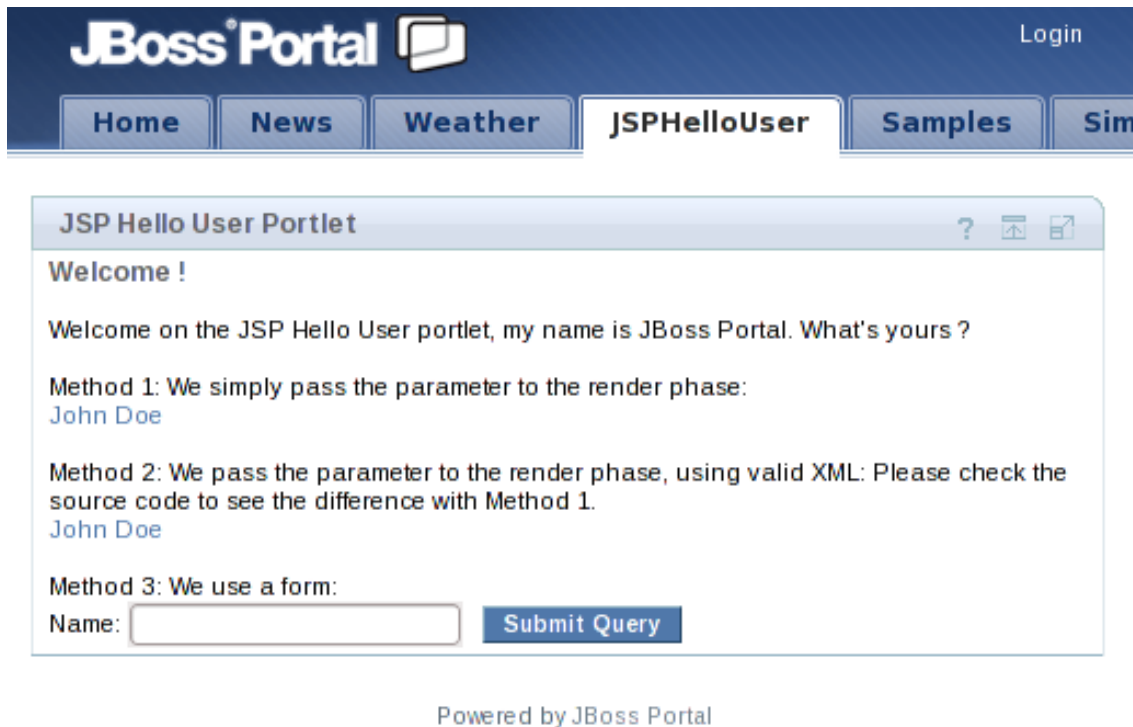 JBoss® Portal
Login
Home News Weather JSPHelloUser Samples Sim
JSP Hello User Portlet ?
Welcome !
Welcome on the JSP Hello User portlet, my name is JBoss Portal. What's yours ?
Method 1: We simply pass the parameter to the render phase:
John Doe
Method 2: We pass the parameter to the render phase, using valid XML: Please check the
source code to see the difference with Method 1.
John Doe
Method 3: We use a form:
Name: Submit Query
Powered by JBoss Portal